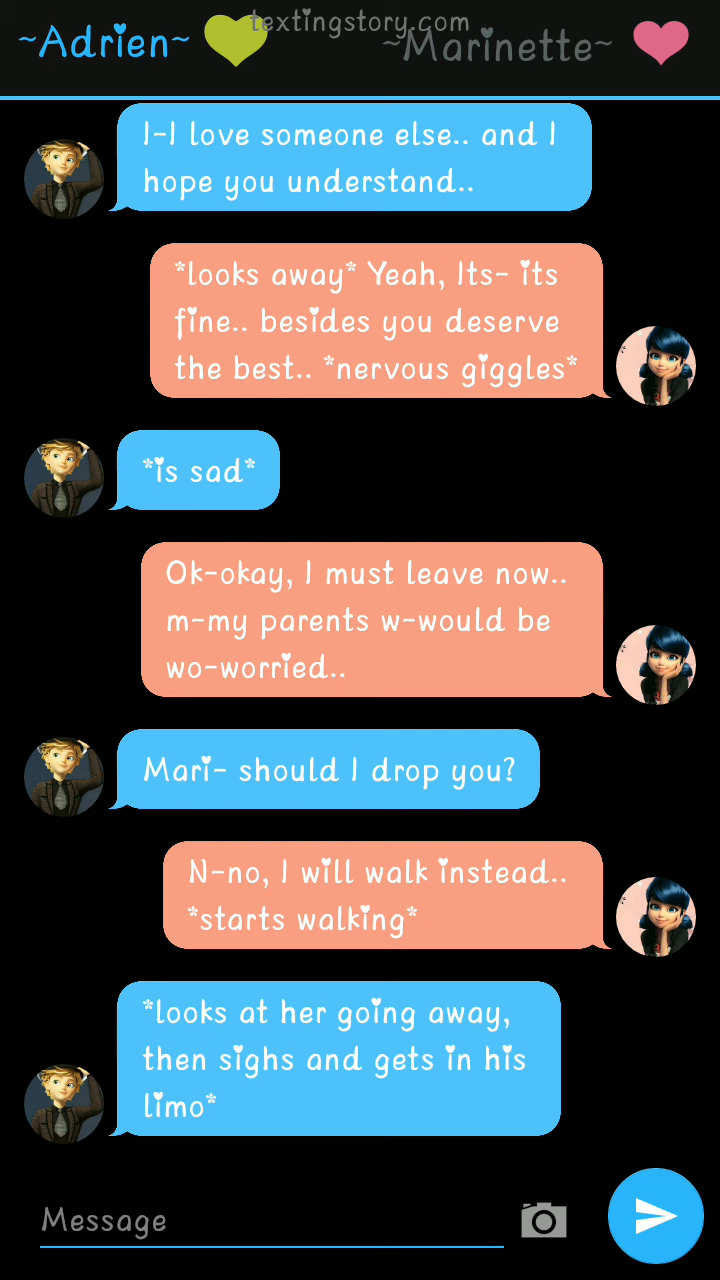 textingstory.com
~Adrien~
~Marinette~
I-I love someone else.. and I
hope you understand..
*looks away* Yeah, Its- its
fine.. besides you deserve
the best.. *nervous giggles*
*is sad*
Ok-okay, I must leave now..
m-my parents w-would be
wo-worried..
Mari- should I drop you?
N-no, I will walk instead..
*starts walking*
*looks at her going away,
then sighs and gets in his
limo*
Message